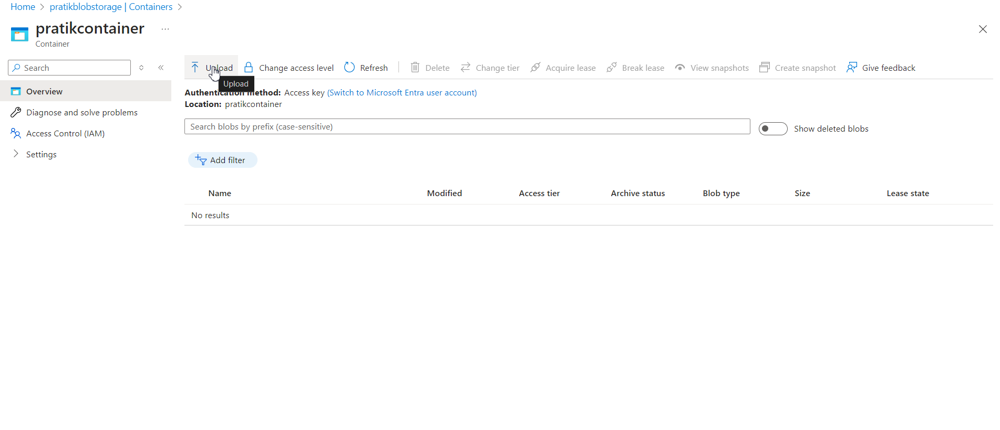 Home > pratikblobstorage | Containers >
pratikcontainer ...
Container
Search
Overview
Diagnose and solve problems
Access Control (IAM)
Settings
Upload Change access level Refresh Delete Change tier Acquire lease Break lease View snapshots Create snapshot Give feedback
Upload
Authentication method: Access key (Switch to Microsoft Entra user account)
Location: pratikcontainer
Search blobs by prefix (case-sensitive) Show deleted blobs
Add filter
Name Modified Access tier Archive status Blob type Size Lease state
No results